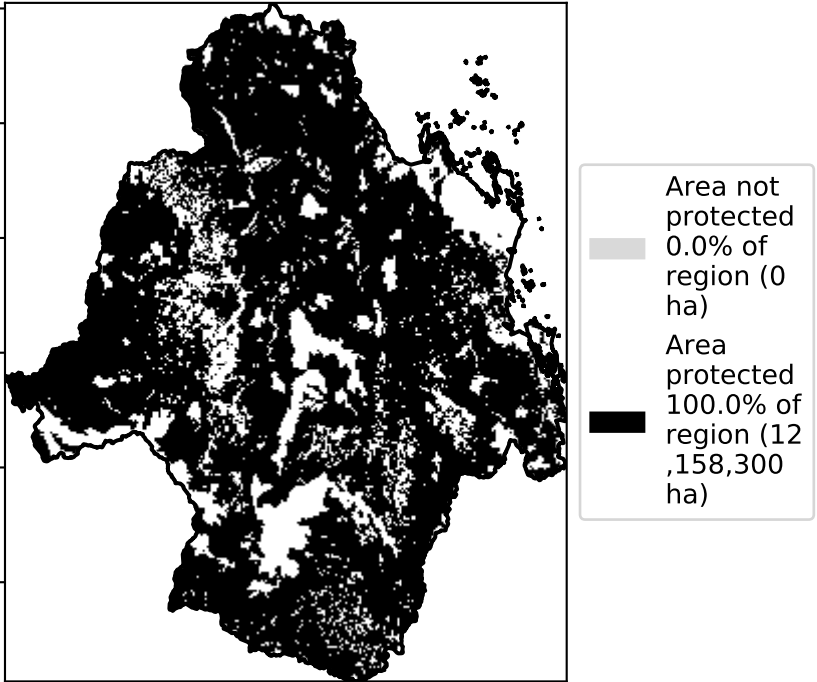 Area not
protected
0.0% of
region (0
ha)
Area
protected
100.0% of
region (12
,158,300
ha)